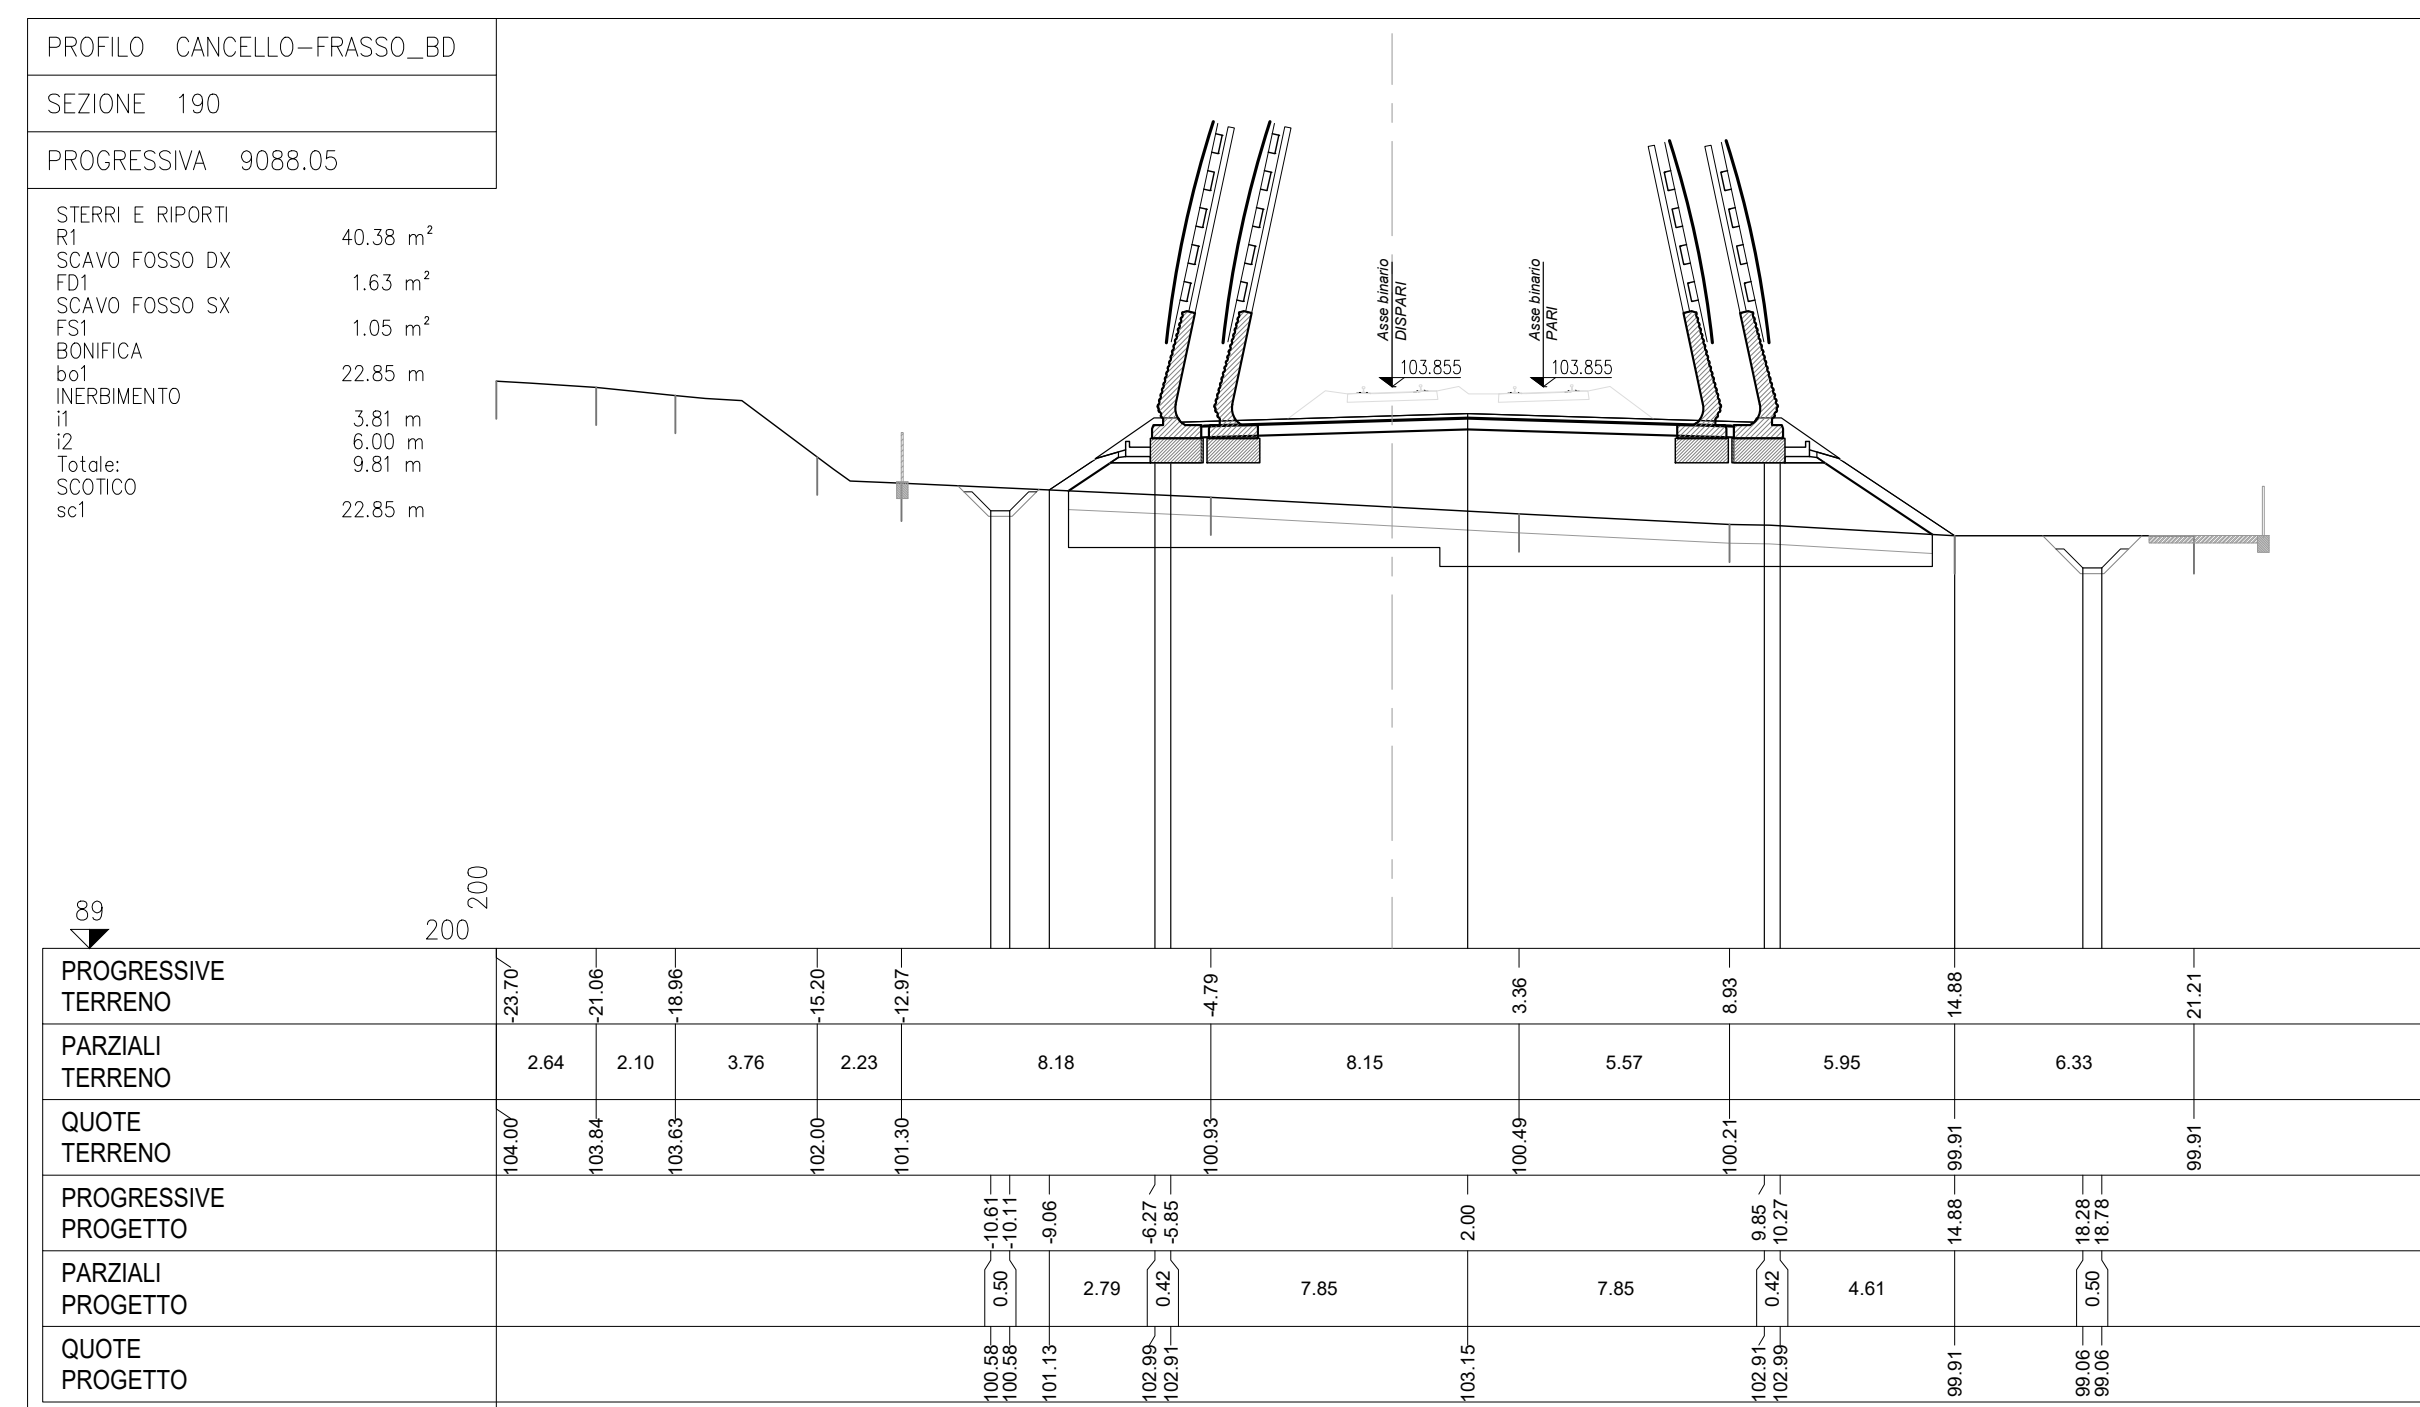 PROFILO CANCELLO-FRASSO_BD
SEZIONE 190
PROGRESSIVA 9088.05
STERRI E RIPORTI
R1 40.38 m²
SCAVO FOSSO DX
FD1 1.63 m²
SCAVO FOSSO SX
FS1 1.05 m²
BONIFICA
bo1 22.85 m
INERBIMENTO
i1 3.81 m
i2 6.00 m
Totale: 9.81 m
SCOTICO
sc1 22.85 m
Asse binario
DISPARI
103.855
Asse binario
PARI
103.855
89
200
200
PROGRESSIVE
TERRENO
-23.70 -21.06 -18.96 -15.20 -12.97 -4.79 3.36 8.93 14.88 21.21
PARZIALI
TERRENO
2.64 2.10 3.76 2.23 8.18 8.15 5.57 5.95 6.33
QUOTE
TERRENO
104.00 103.84 103.63 102.00 101.30 100.93 100.49 100.21 99.91 99.91
PROGRESSIVE
PROGETTO
-10.61 -10.11 -9.06 -6.27 -5.85 2.00 9.85 10.27 14.88 18.28 18.78
PARZIALI
PROGETTO
0.50 2.79 0.42 7.85 7.85 0.42 4.61 0.50
QUOTE
PROGETTO
100.58 100.58 101.13 102.99 102.91 103.15 102.91 102.99 99.91 99.06 99.06